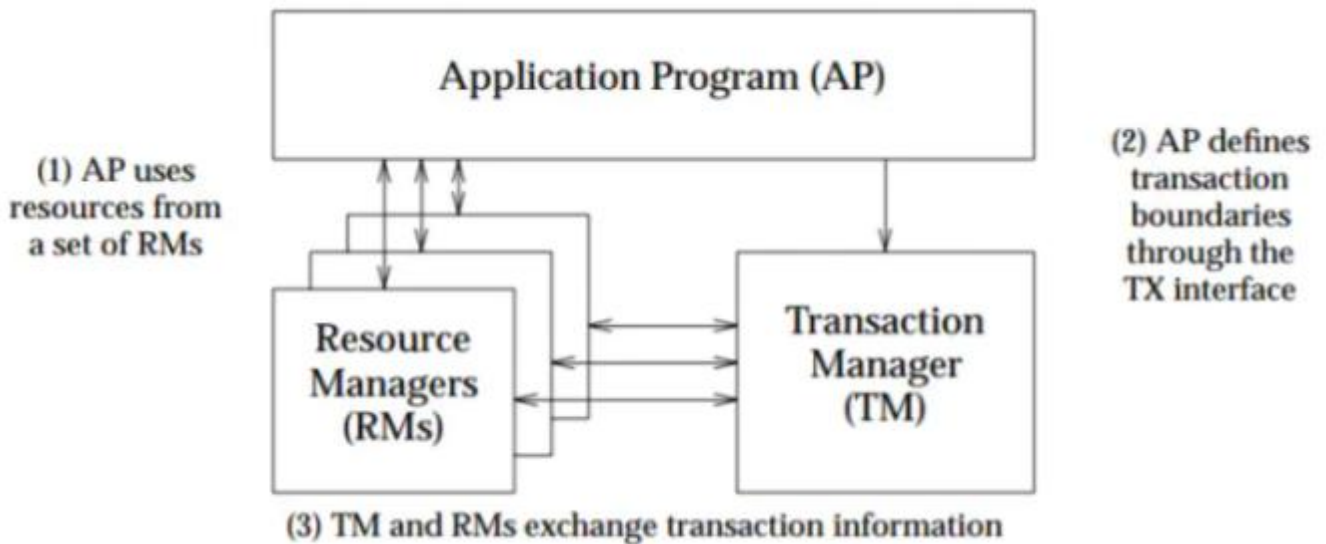 Application Program (AP)
(1) AP uses
resources from
a set of RMs
(2) AP defines
transaction
boundaries
through the
TX interface
Resource
Managers
(RMs)
Transaction
Manager
(TM)
(3) TM and RMs exchange transaction information